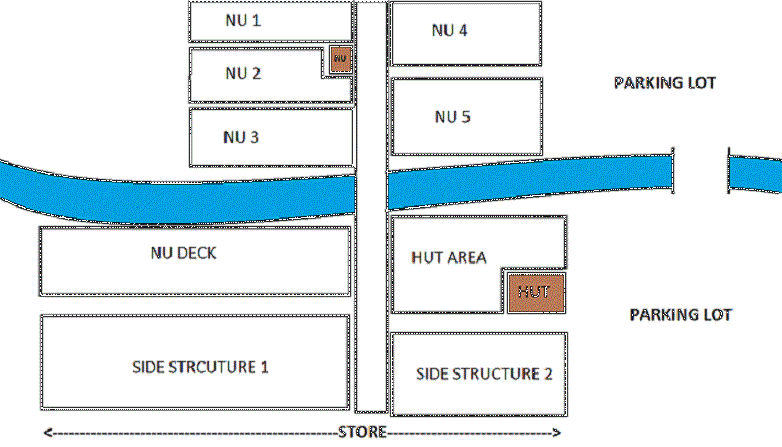 NU 1
NU 4
NU
NU 2
PARKING LOT
NU 5
NU 3
NU DECK
HUT AREA
HUT
PARKING LOT
SIDE STRCUTURE 1
SIDE STRUCTURE 2
STORE